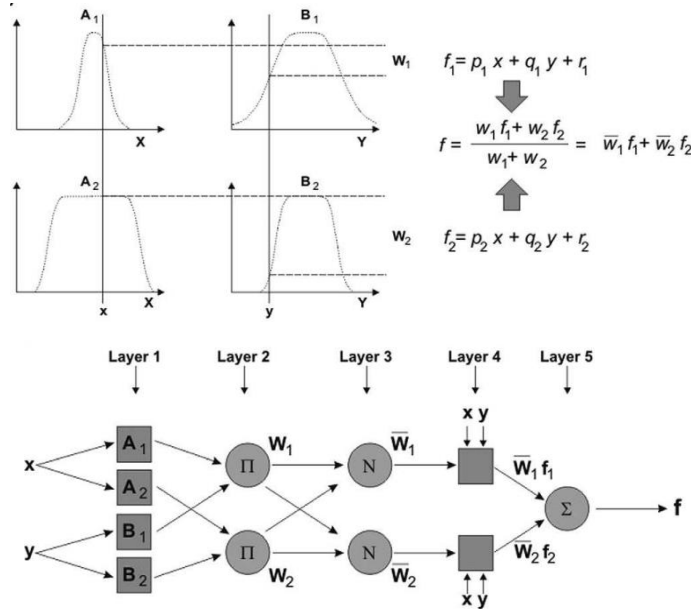 A1 B1
W1
X Y
f1 = p1 x + q1 y + r1
f = w1 f1 + w2 f2 / w1 + w2 = w̅1 f1 + w̅2 f2
A2 B2
W2
X Y
x y
f2 = p2 x + q2 y + r2
Layer 1 Layer 2 Layer 3 Layer 4 Layer 5
x y
A1 W1 W̅1
x Π N W̅1 f1
A2
Σ f
B1
y Π N W̅2 f2
B2 W2 W̅2
x y